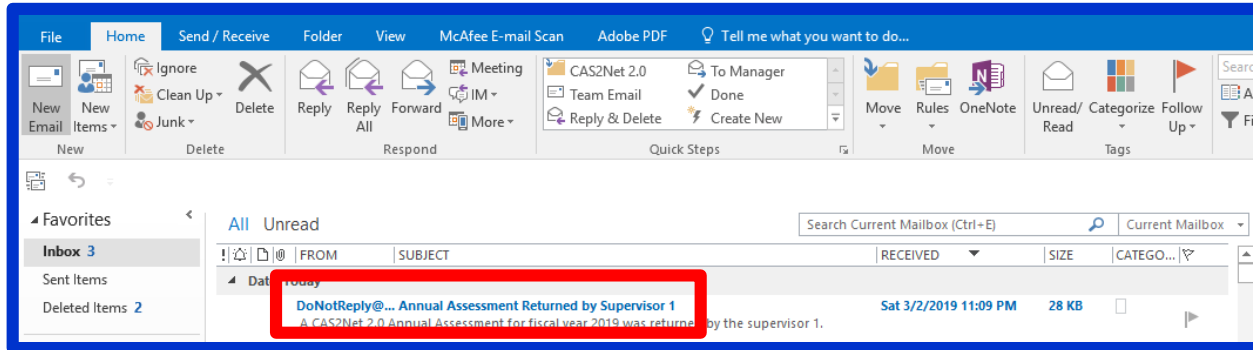 File Home Send / Receive Folder View McAfee E-mail Scan Adobe PDF Tell me what you want to do...
Ignore Meeting CAS2Net 2.0 To Manager
Clean Up IM Team Email Done
Junk More Reply & Delete Create New
New Email New Items Delete Reply Reply All Forward Move Rules OneNote Unread/ Read Categorize Follow Up
New Delete Respond Quick Steps Move Tags
Favorites All Unread Search Current Mailbox (Ctrl+E) Current Mailbox
Inbox 3 ! FROM SUBJECT RECEIVED SIZE CATEGO...
Sent Items Today
Deleted Items 2 DoNotReply@... Annual Assessment Returned by Supervisor 1 Sat 3/2/2019 11:09 PM 28 KB
A CAS2Net 2.0 Annual Assessment for fiscal year 2019 was returned by the supervisor 1.